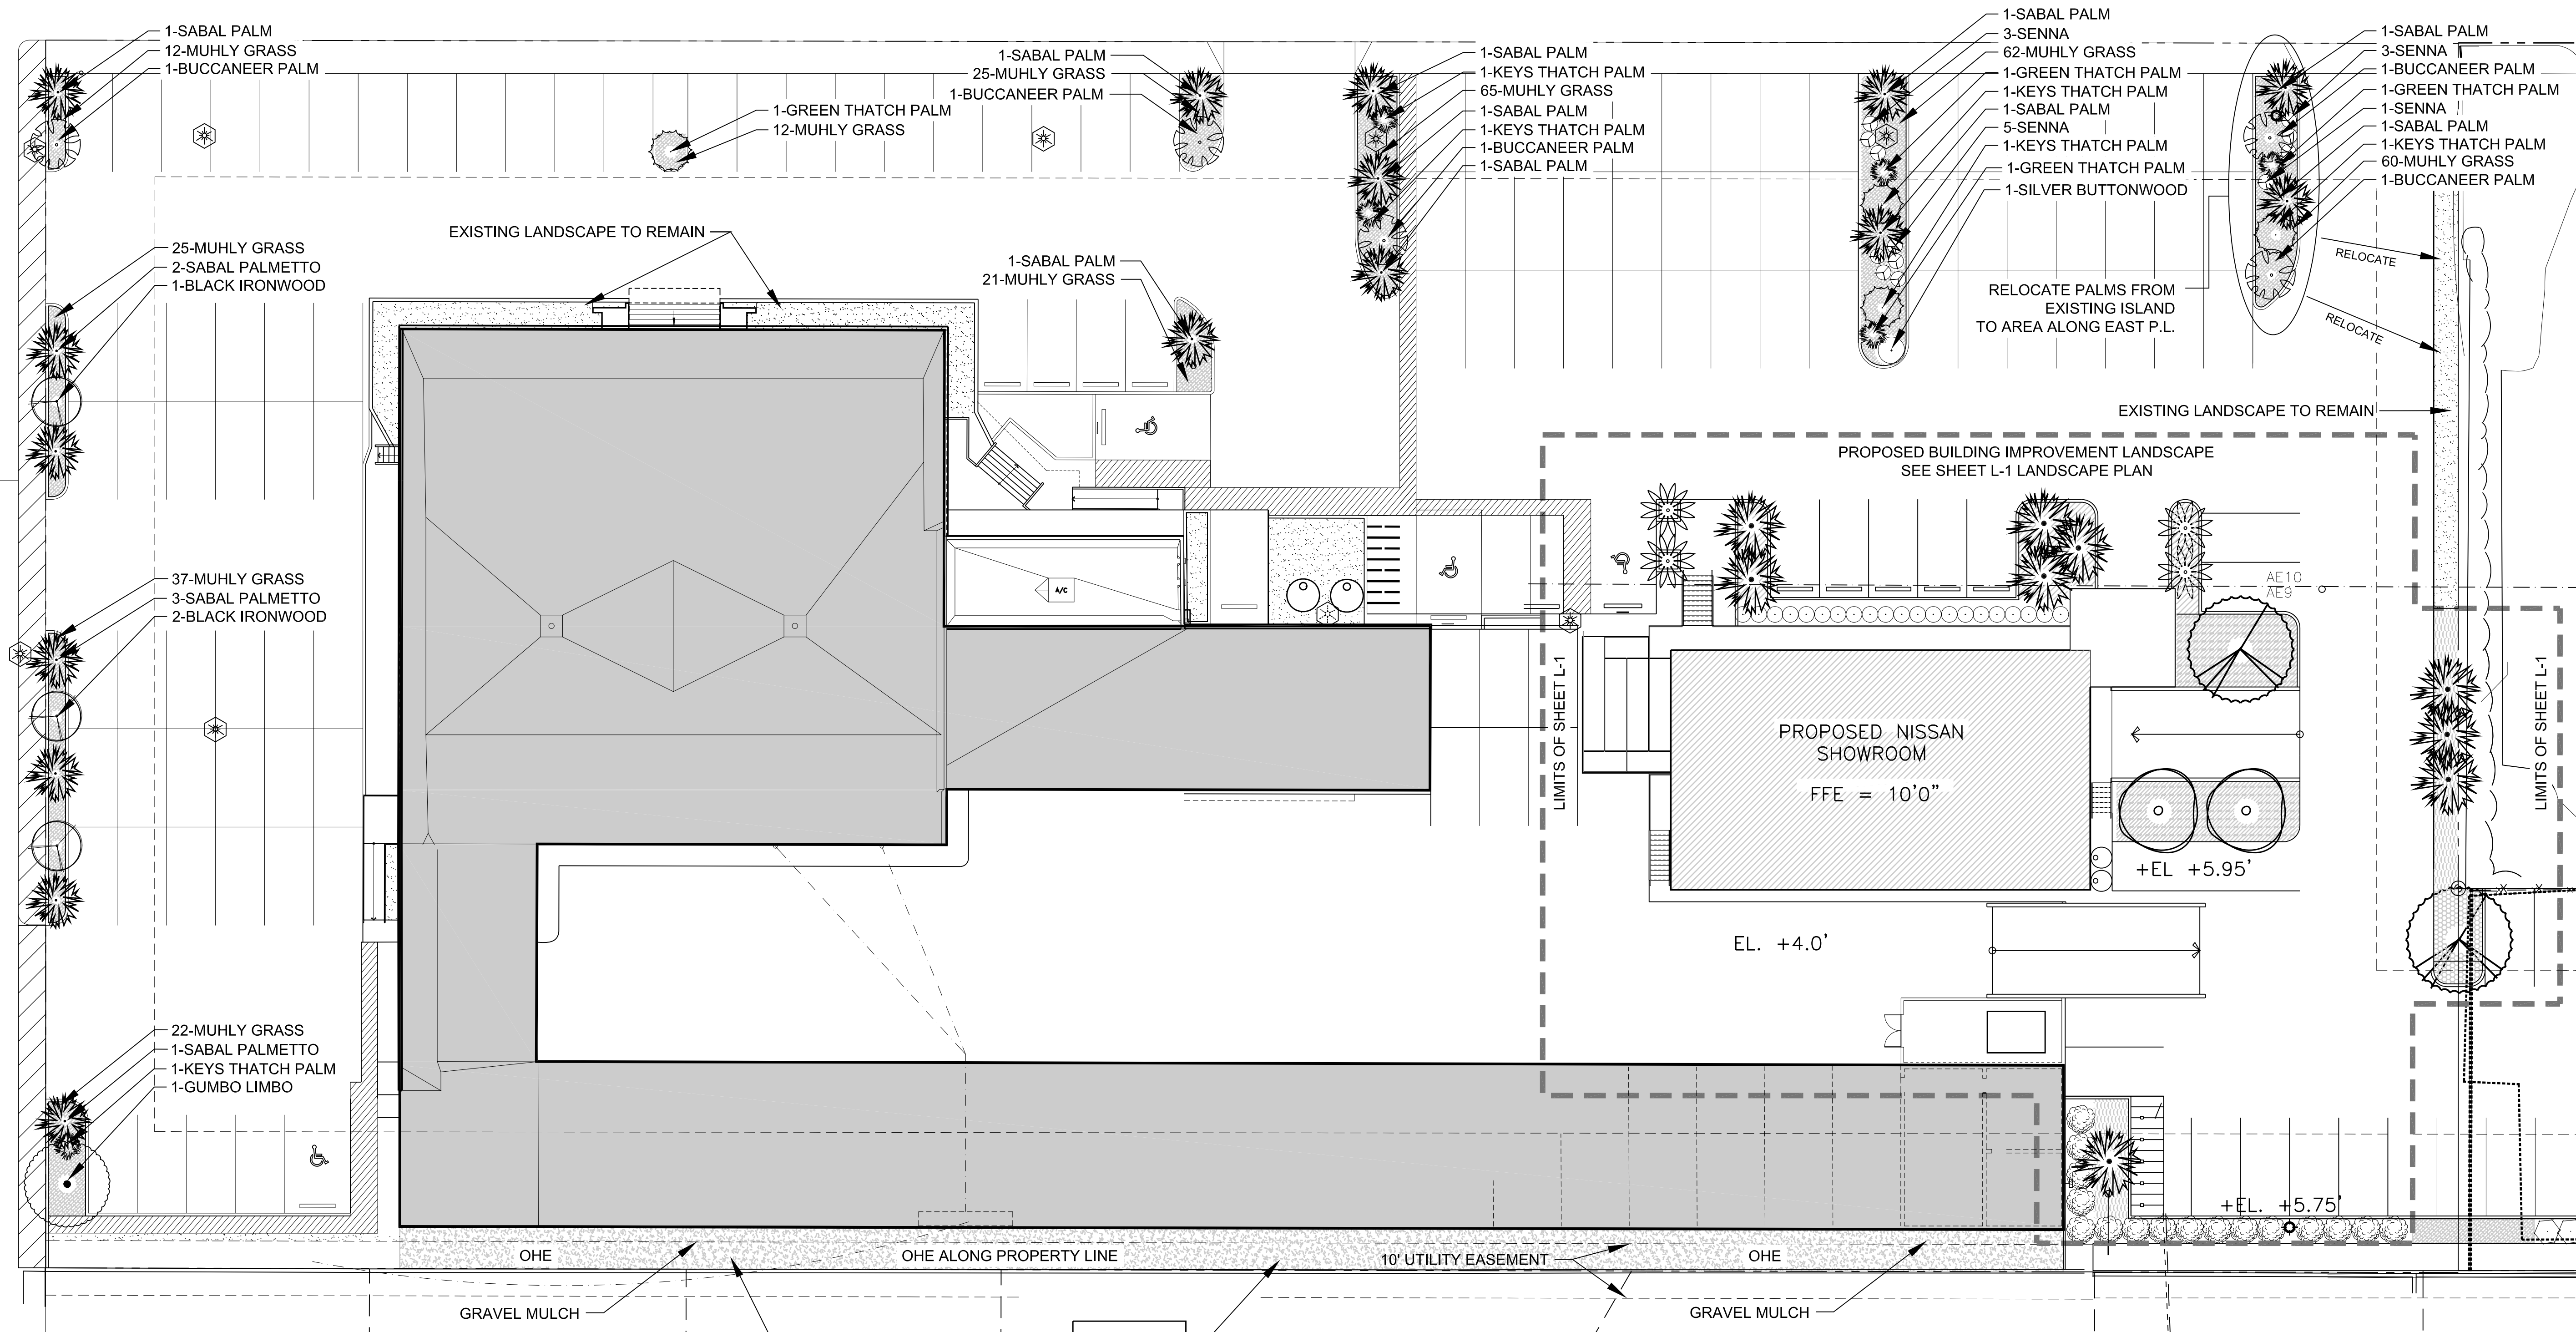 1-SABAL PALM
12-MUHLY GRASS
1-BUCCANEER PALM
1-GREEN THATCH PALM
12-MUHLY GRASS
1-SABAL PALM
25-MUHLY GRASS
1-BUCCANEER PALM
1-SABAL PALM
1-KEYS THATCH PALM
65-MUHLY GRASS
1-SABAL PALM
1-KEYS THATCH PALM
1-BUCCANEER PALM
1-SABAL PALM
1-SABAL PALM
3-SENNA
62-MUHLY GRASS
1-GREEN THATCH PALM
1-KEYS THATCH PALM
1-SABAL PALM
5-SENNA
1-KEYS THATCH PALM
1-GREEN THATCH PALM
1-SILVER BUTTONWOOD
1-SABAL PALM
3-SENNA
1-BUCCANEER PALM
1-GREEN THATCH PALM
1-SENNA
1-SABAL PALM
1-KEYS THATCH PALM
60-MUHLY GRASS
1-BUCCANEER PALM
RELOCATE
RELOCATE
RELOCATE PALMS FROM
EXISTING ISLAND
TO AREA ALONG EAST P.L.
EXISTING LANDSCAPE TO REMAIN
1-SABAL PALM
21-MUHLY GRASS
25-MUHLY GRASS
2-SABAL PALMETTO
1-BLACK IRONWOOD
EXISTING LANDSCAPE TO REMAIN
PROPOSED BUILDING IMPROVEMENT LANDSCAPE
SEE SHEET L-1 LANDSCAPE PLAN
37-MUHLY GRASS
3-SABAL PALMETTO
2-BLACK IRONWOOD
A/C
AE10
AE9
LIMITS OF SHEET L-1
PROPOSED NISSAN
SHOWROOM
FFE = 10'0"
LIMITS OF SHEET L-1
+EL +5.95'
EL. +4.0'
22-MUHLY GRASS
1-SABAL PALMETTO
1-KEYS THATCH PALM
1-GUMBO LIMBO
+EL. +5.75'
OHE
OHE ALONG PROPERTY LINE
10' UTILITY EASEMENT
OHE
GRAVEL MULCH
GRAVEL MULCH